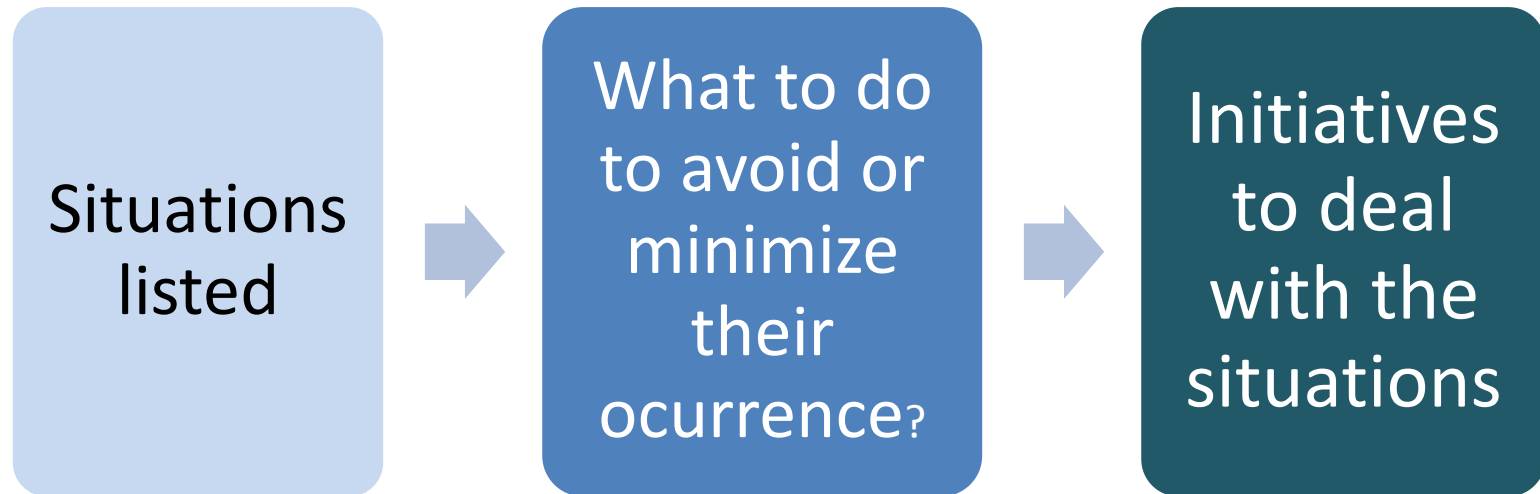 Situations
listed
What to do
to avoid or
minimize
their
ocurrence?
Initiatives
to deal
with the
situations